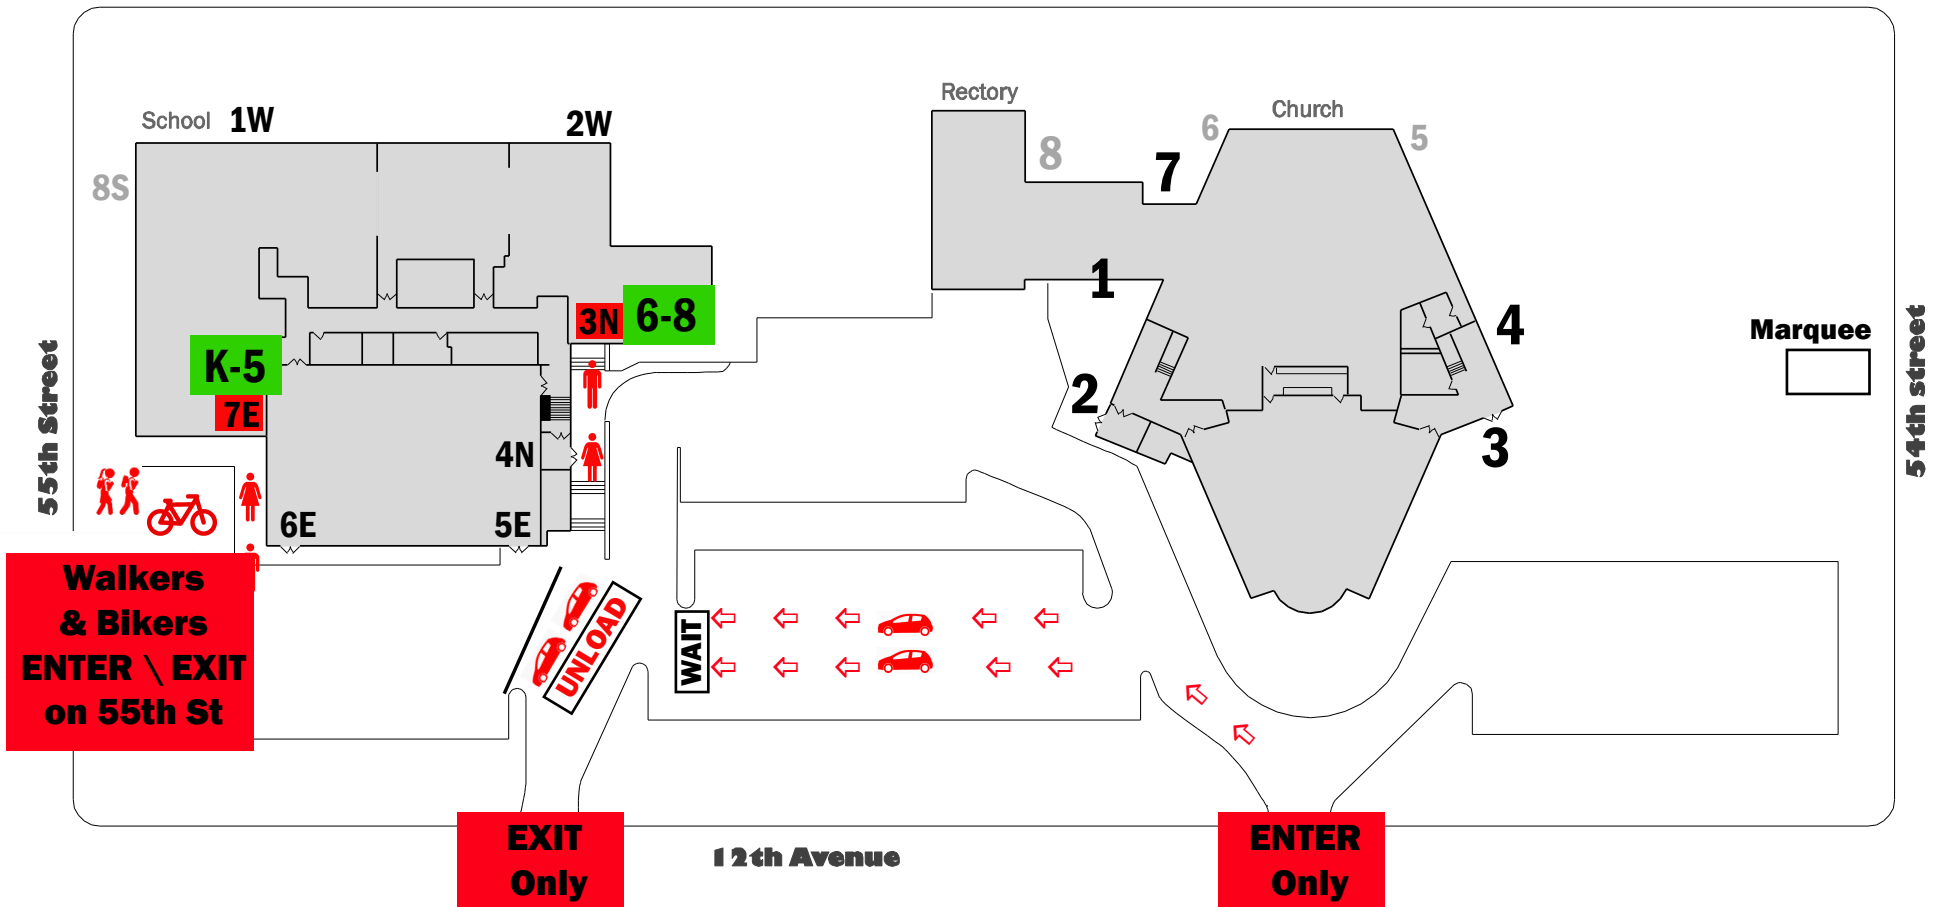 Rectory
Church
School
1W
2W
6
5
8
7
8S
1
3N
6-8
4
Marquee
K-5
2
7E
55th Street
54th street
4N
3
6E
5E
Walkers
& Bikers
ENTER \ EXIT
on 55th St
UNLOAD
WAIT
EXIT
Only
12th Avenue
ENTER
Only